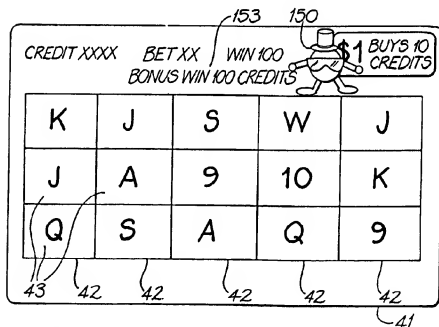 153 150
CREDIT XXXX BET XX WIN 100 $1 BUYS 10
BONUS WIN 100 CREDITS CREDITS
K J S W J
J A 9 10 K
Q S A Q 9
43 42 42 42 42 42
41